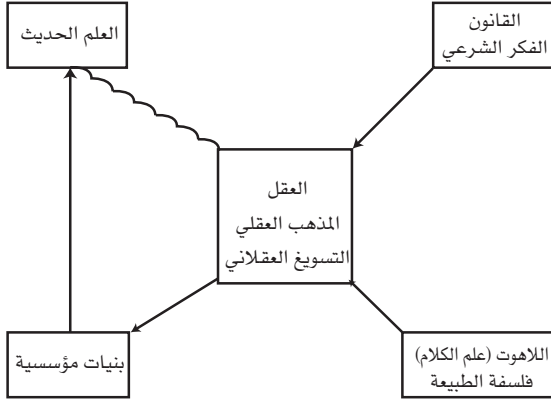 القانون
الفكر الشرعي
العلم الحديث
العقل
المذهب العقلي
التسويغ العقلاني
اللاهوت (علم الكلام)
فلسفة الطبيعة
بنيات مؤسسية